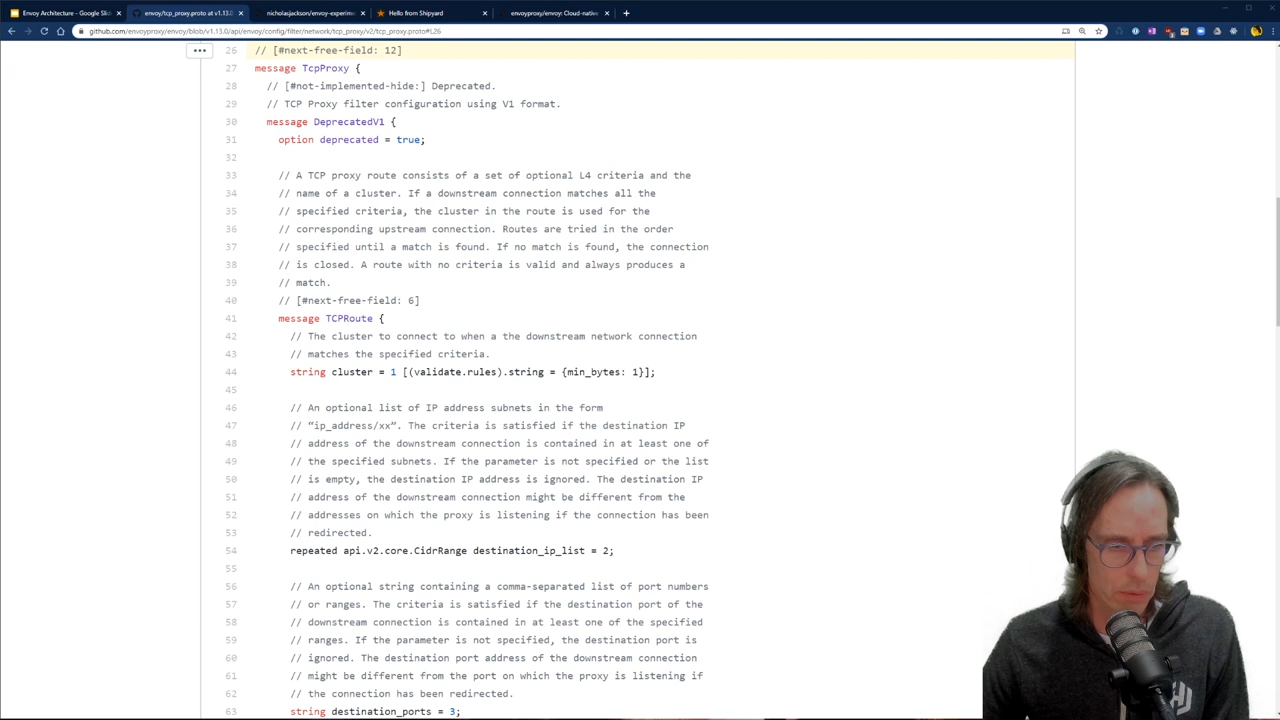 Envoy Architecture - Google Slid
envoy/tcp_proxy.proto at v1.13.0
nicholasjackson/envoy-experim
Hello from Shipyard
envoyproxy/envoy: Cloud-native
github.com/envoyproxy/envoy/blob/v1.13.0/api/envoy/config/filter/network/tcp_proxy/v2/tcp_proxy.proto#L26
26 // [#next-free-field: 12]
27 message TcpProxy {
28 // [#not-implemented-hide:] Deprecated.
29 // TCP Proxy filter configuration using V1 format.
30 message DeprecatedV1 {
31 option deprecated = true;
32
33 // A TCP proxy route consists of a set of optional L4 criteria and the
34 // name of a cluster. If a downstream connection matches all the
35 // specified criteria, the cluster in the route is used for the
36 // corresponding upstream connection. Routes are tried in the order
37 // specified until a match is found. If no match is found, the connection
38 // is closed. A route with no criteria is valid and always produces a
39 // match.
40 // [#next-free-field: 6]
41 message TCPRoute {
42 // The cluster to connect to when a the downstream network connection
43 // matches the specified criteria.
44 string cluster = 1 [(validate.rules).string = {min_bytes: 1}];
45
46 // An optional list of IP address subnets in the form
47 // “ip_address/xx”. The criteria is satisfied if the destination IP
48 // address of the downstream connection is contained in at least one of
49 // the specified subnets. If the parameter is not specified or the list
50 // is empty, the destination IP address is ignored. The destination IP
51 // address of the downstream connection might be different from the
52 // addresses on which the proxy is listening if the connection has been
53 // redirected.
54 repeated api.v2.core.CidrRange destination_ip_list = 2;
55
56 // An optional string containing a comma-separated list of port numbers
57 // or ranges. The criteria is satisfied if the destination port of the
58 // downstream connection is contained in at least one of the specified
59 // ranges. If the parameter is not specified, the destination port is
60 // ignored. The destination port address of the downstream connection
61 // might be different from the port on which the proxy is listening if
62 // the connection has been redirected.
63 string destination_ports = 3;